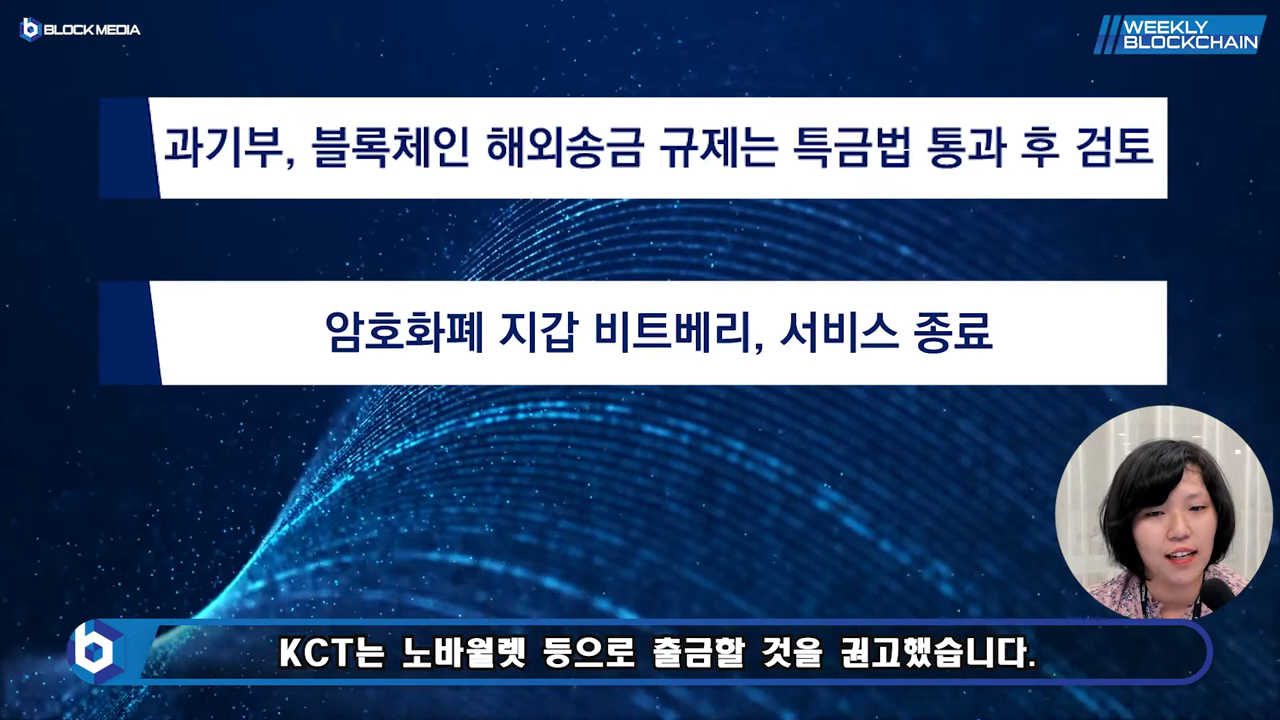 BLOCK MEDIA
WEEKLY
BLOCKCHAIN
과기부, 블록체인 해외송금 규제는 특금법 통과 후 검토
암호화폐 지갑 비트베리, 서비스 종료
KCT는 노바월렛 등으로 출금할 것을 권고했습니다.